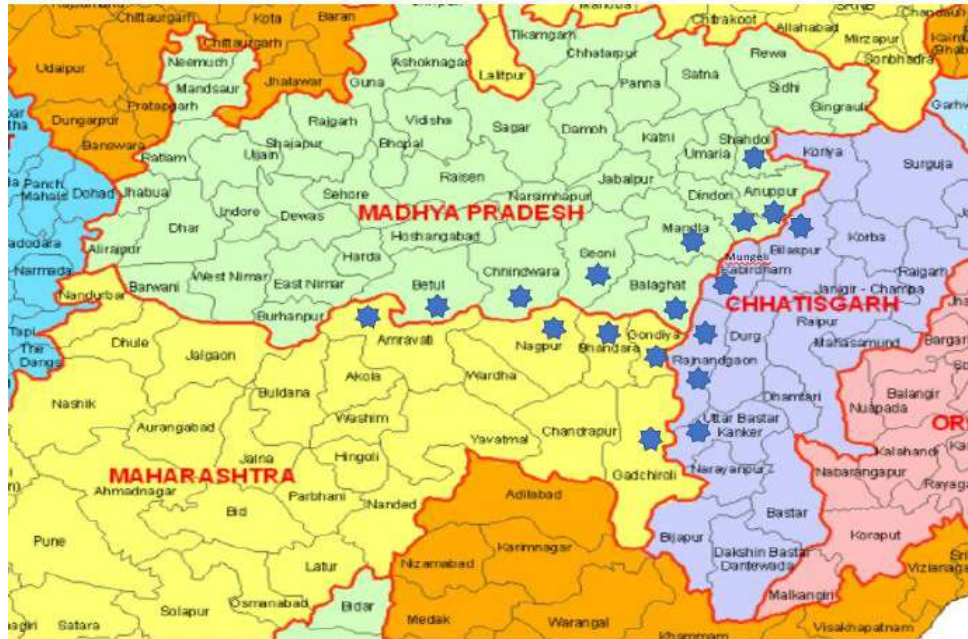 Chittaurgarh
Kota
Baran
Tikamgarh
Chitrakoot
Allahabad
Chandauli
Udaipur
Neemuch
Chittaurgarh
Mandsaur
Jhalawar
Guna
Ashoknagar
Lalitpur
Chhatarpur
Panna
Satna
Rewa
Mirzapur
Sonbhadra
Sidhi
Singrauli
Pratapgarh
Dungarpur
Banswara
Rajgarh
Vidisha
Sagar
Damoh
Katni
Shahdol
Umaria
Koriya
Surguja
Ratlam
Ujjain
Shajapur
Bhopal
Raisen
Jabalpur
Dindori
Anuppur
Panch
Mahals
Dohad
Jhabua
Indore
Dewas
Sehore
Narsimhapur
MADHYA PRADESH
Dhar
Hoshangabad
Mandla
Bilaspur
Korba
Alirajpur
Harda
Seoni
Mungeli
Kabirdham
Raigarh
Narmada
Barwani
West Nimar
East Nimar
Betul
Chhindwara
Balaghat
Janjgir - Champa
CHHATISGARH
Nandurbar
Burhanpur
Raipur
Tapi
The
Dangs
Dhule
Jalgaon
Amravati
Nagpur
Bhandara
Gondiya
Durg
Mahasamund
Rajnandgaon
Nashik
Buldana
Akola
Wardha
Dhamtari
Balangir
Nuapada
Aurangabad
Washim
Yavatmal
Chandrapur
Uttar Bastar
Kanker
Kalahandi
Jalna
Hingoli
Gadchiroli
Narayanpur
Nabarangapur
MAHARASHTRA
Ahmadnagar
Parbhani
Nanded
Adilabad
Bid
Bastar
Koraput
Pune
Karimnagar
Bijapur
Latur
Nizamabad
Dakshin Bastar
Dantewada
Osmanabad
Bidar
Malkangiri
Solapur
Satara
Medak
Warangal
Khammam
Visakhapatnam